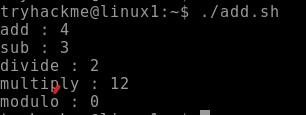 tryhackme@linux1:~$ ./add.sh
add : 4
sub : 3
divide : 2
multiply : 12
modulo : 0